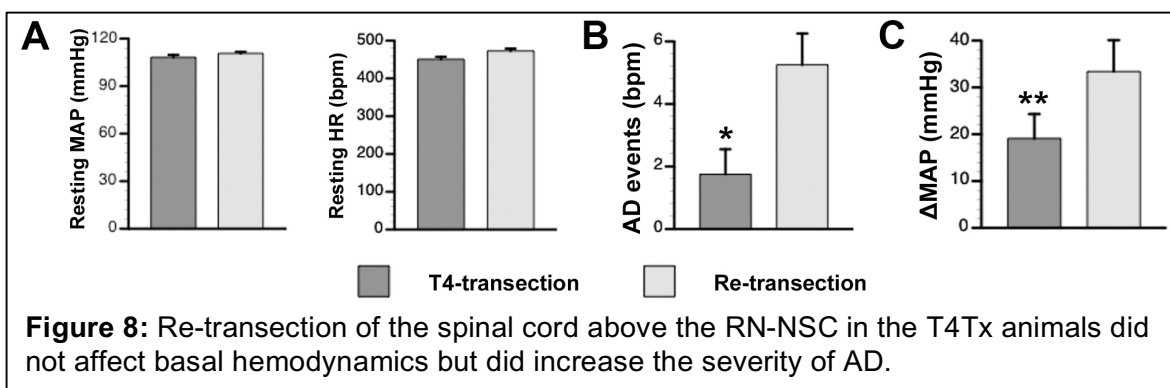 A
Resting MAP (mmHg)
120
90
60
30
0
Resting HR (bpm)
500
400
300
200
100
0
B
AD events (bpm)
6
4
2
0
*
C
ΔMAP (mmHg)
40
30
20
10
0
**
T4-transection
Re-transection
Figure 8: Re-transection of the spinal cord above the RN-NSC in the T4Tx animals did
not affect basal hemodynamics but did increase the severity of AD.